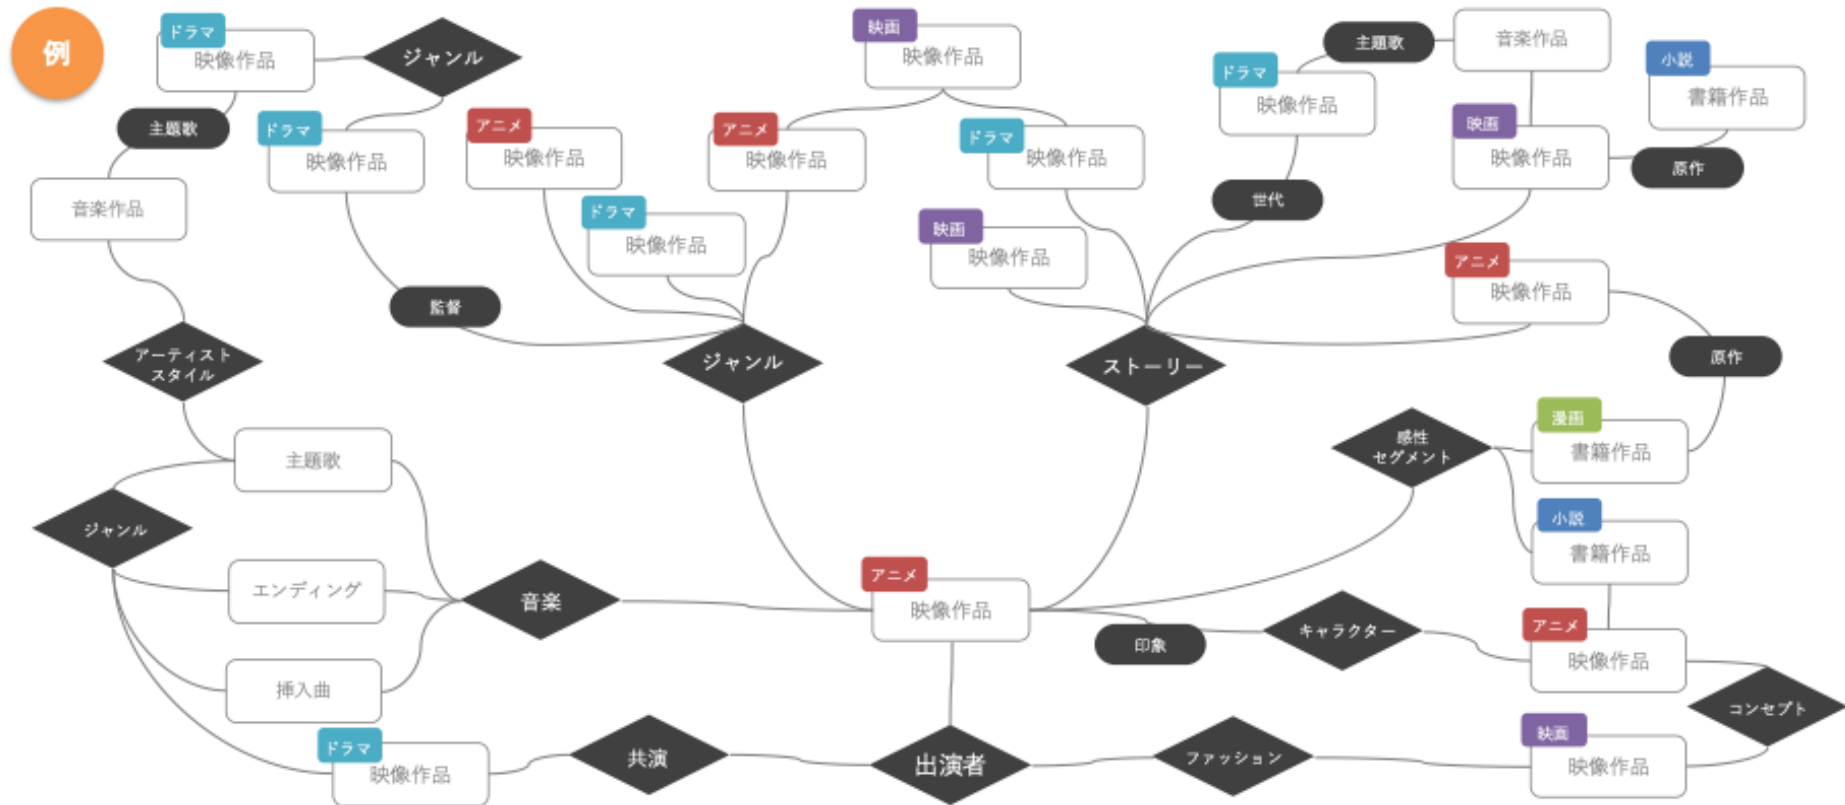 例
ドラマ
映像作品
ジャンル
主題歌
音楽作品
ドラマ
映像作品
監督
アニメ
映像作品
ドラマ
映像作品
アニメ
映像作品
映画
映像作品
ドラマ
映像作品
映画
映像作品
ドラマ
映像作品
主題歌
音楽作品
世代
映画
映像作品
小説
書籍作品
原作
アニメ
映像作品
原作
アーティスト
スタイル
ジャンル
ストーリー
感性
セグメント
漫画
書籍作品
小説
書籍作品
主題歌
ジャンル
エンディング
挿入曲
音楽
アニメ
映像作品
印象
キャラクター
アニメ
映像作品
コンセプト
ドラマ
映像作品
共演
出演者
ファッション
映画
映像作品